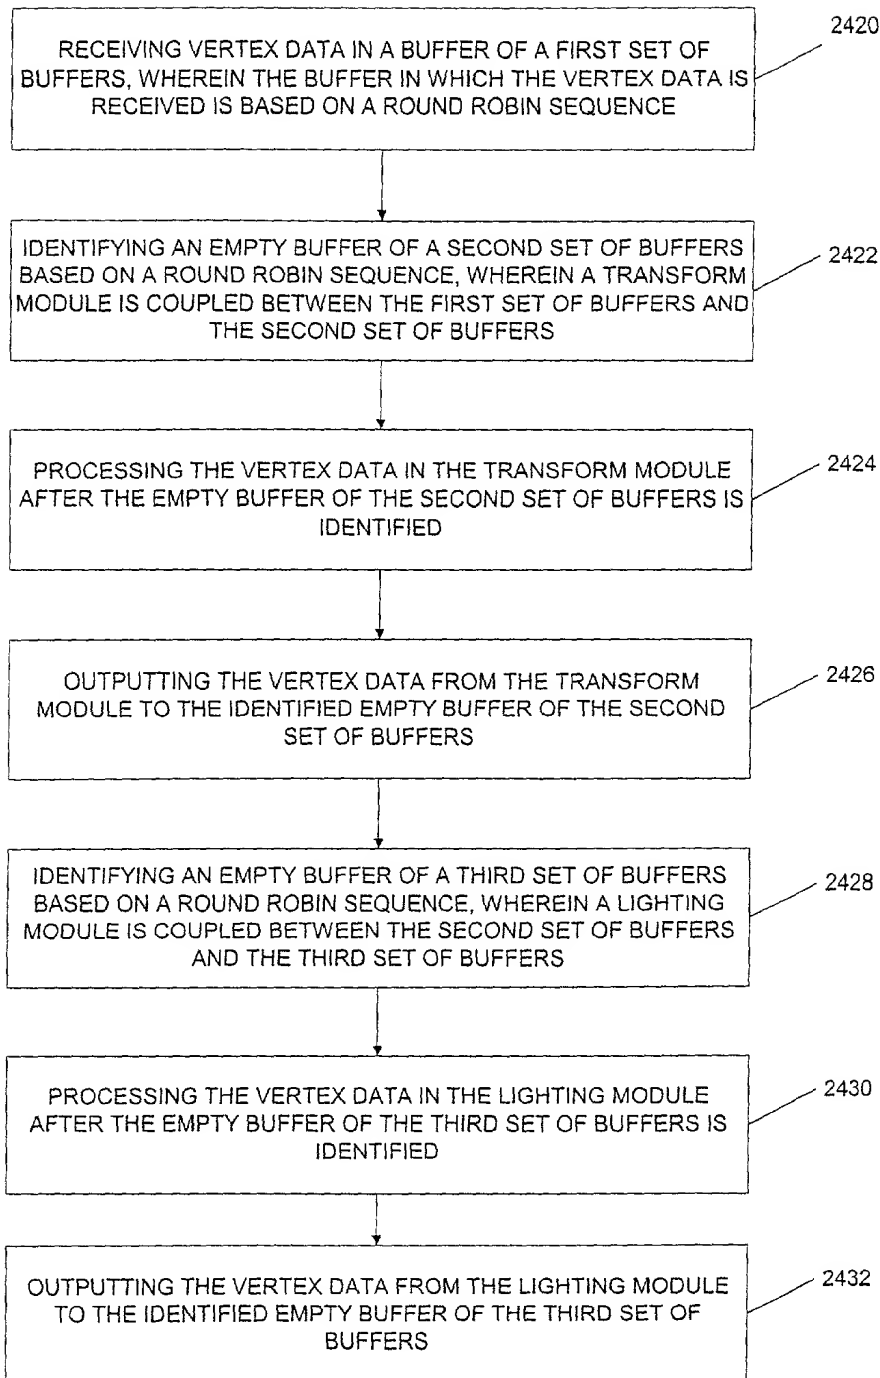 2420
RECEIVING VERTEX DATA IN A BUFFER OF A FIRST SET OF
BUFFERS, WHEREIN THE BUFFER IN WHICH THE VERTEX DATA IS
RECEIVED IS BASED ON A ROUND ROBIN SEQUENCE
2422
IDENTIFYING AN EMPTY BUFFER OF A SECOND SET OF BUFFERS
BASED ON A ROUND ROBIN SEQUENCE, WHEREIN A TRANSFORM
MODULE IS COUPLED BETWEEN THE FIRST SET OF BUFFERS AND
THE SECOND SET OF BUFFERS
2424
PROCESSING THE VERTEX DATA IN THE TRANSFORM MODULE
AFTER THE EMPTY BUFFER OF THE SECOND SET OF BUFFERS IS
IDENTIFIED
2426
OUTPUTTING THE VERTEX DATA FROM THE TRANSFORM
MODULE TO THE IDENTIFIED EMPTY BUFFER OF THE SECOND
SET OF BUFFERS
2428
IDENTIFYING AN EMPTY BUFFER OF A THIRD SET OF BUFFERS
BASED ON A ROUND ROBIN SEQUENCE, WHEREIN A LIGHTING
MODULE IS COUPLED BETWEEN THE SECOND SET OF BUFFERS
AND THE THIRD SET OF BUFFERS
2430
PROCESSING THE VERTEX DATA IN THE LIGHTING MODULE
AFTER THE EMPTY BUFFER OF THE THIRD SET OF BUFFERS IS
IDENTIFIED
2432
OUTPUTTING THE VERTEX DATA FROM THE LIGHTING MODULE
TO THE IDENTIFIED EMPTY BUFFER OF THE THIRD SET OF
BUFFERS